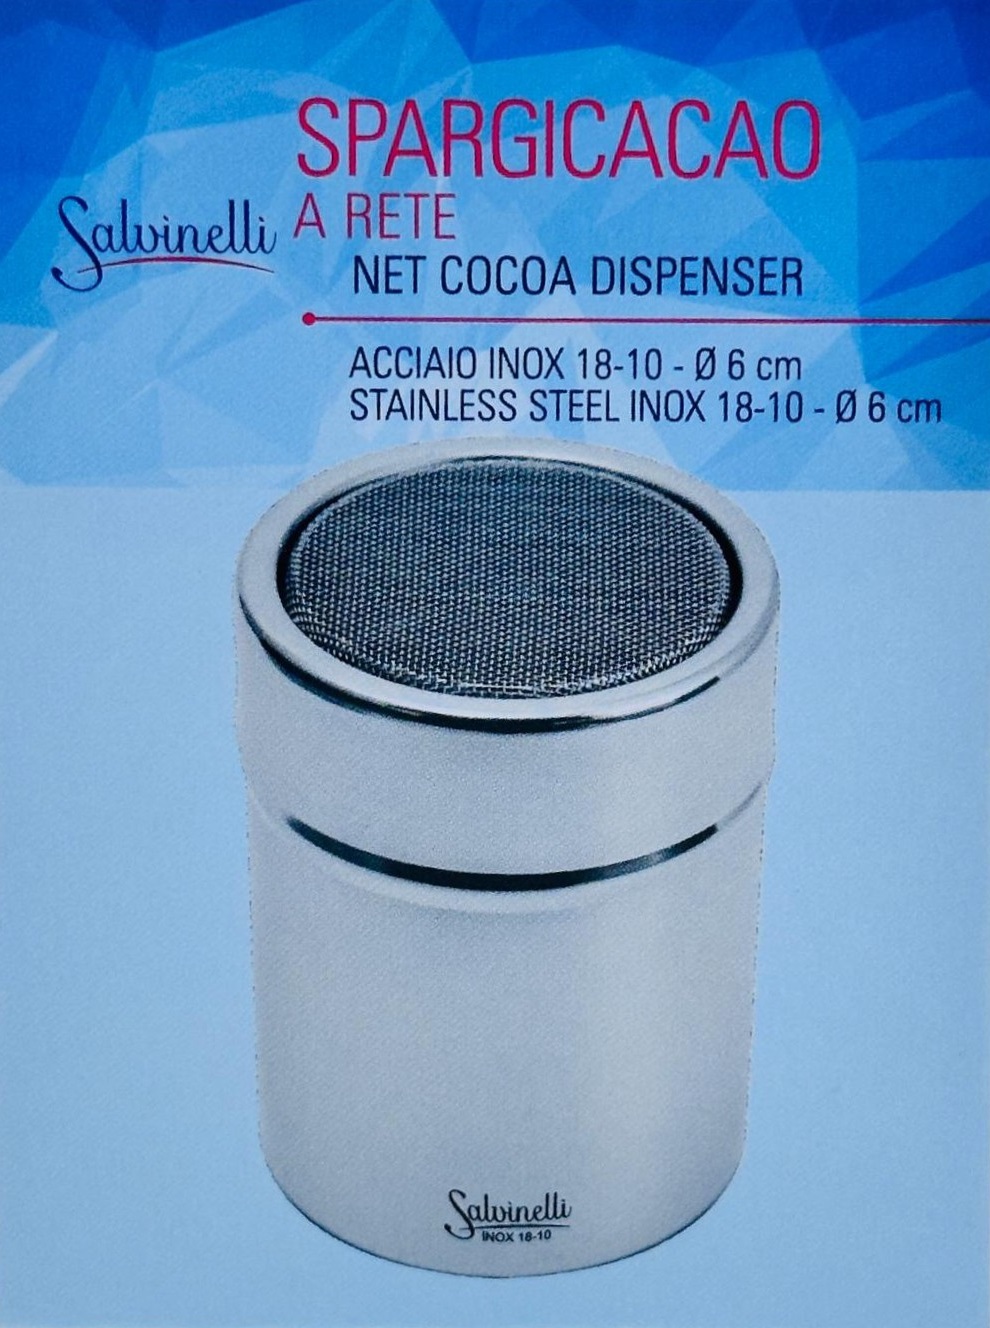 SPARGICACAO
Salvinelli
A RETE
NET COCOA DISPENSER
ACCIAIO INOX 18-10 - Ø 6 cm
STAINLESS STEEL INOX 18-10 - Ø 6 cm
Salvinelli
INOX 18-10